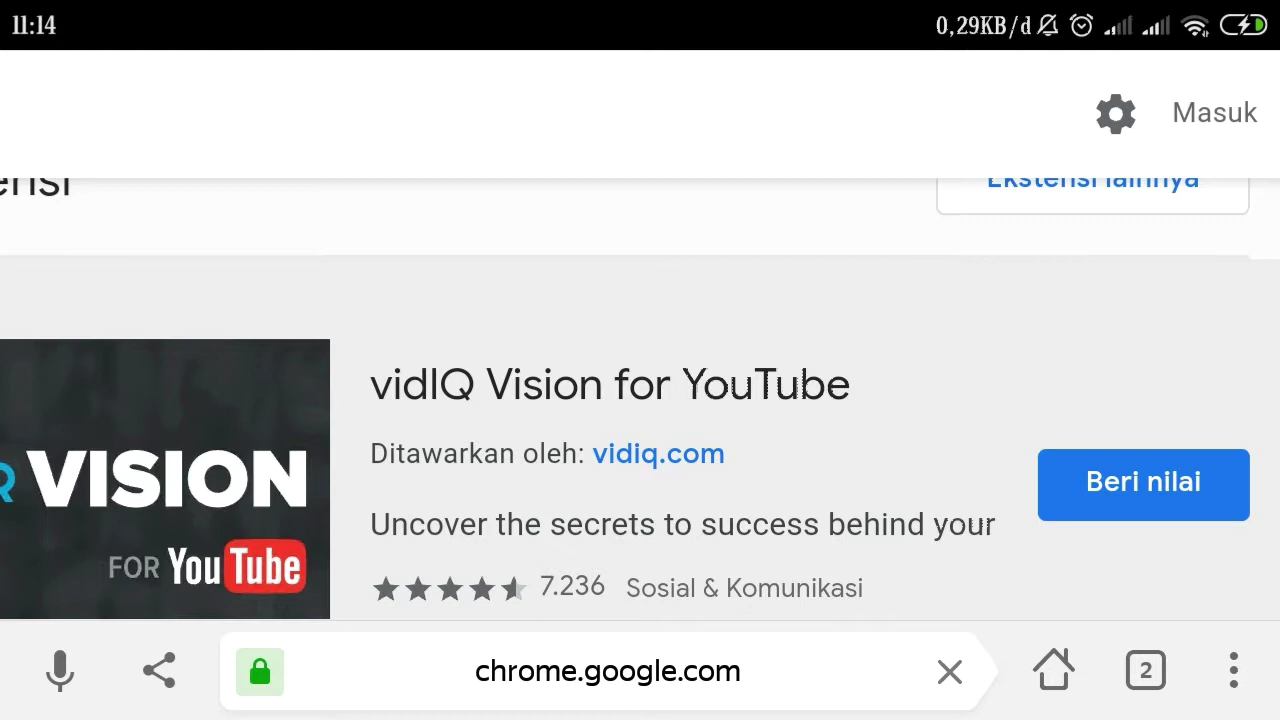 11:14
0,29KB/d
Masuk
ensi
Ekstensi lainnya
vidIQ Vision for YouTube
Ditawarkan oleh: vidiq.com
Beri nilai
Uncover the secrets to success behind your
7.236 Sosial & Komunikasi
VISION
FOR YouTube
chrome.google.com
2